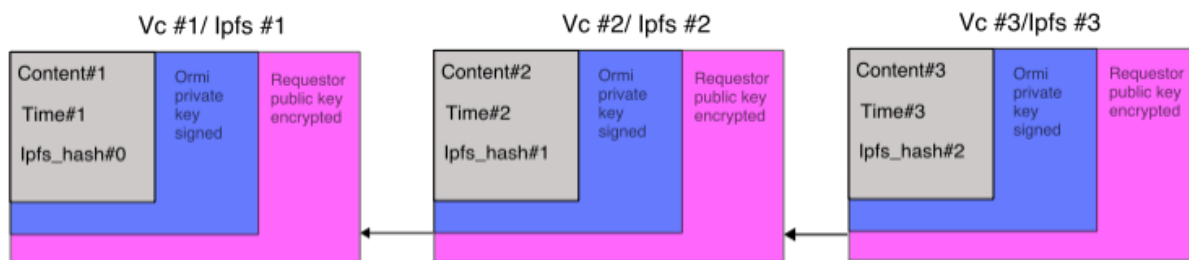 Vc #1/ Ipfs #1
Content#1
Time#1
Ipfs_hash#0
Ormi
private
key
signed
Requestor
public key
encrypted
Vc #2/ Ipfs #2
Content#2
Time#2
Ipfs_hash#1
Ormi
private
key
signed
Requestor
public key
encrypted
Vc #3/Ipfs #3
Content#3
Time#3
Ipfs_hash#2
Ormi
private
key
signed
Requestor
public key
encrypted